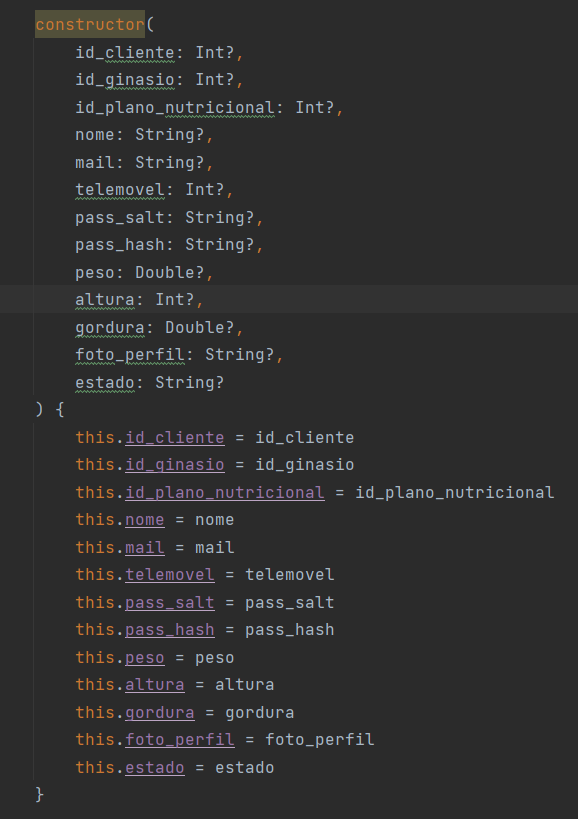 constructor(
    id_cliente: Int?,
    id_ginasio: Int?,
    id_plano_nutricional: Int?,
    nome: String?,
    mail: String?,
    telemovel: Int?,
    pass_salt: String?,
    pass_hash: String?,
    peso: Double?,
    altura: Int?,
    gordura: Double?,
    foto_perfil: String?,
    estado: String?
) {
    this.id_cliente = id_cliente
    this.id_ginasio = id_ginasio
    this.id_plano_nutricional = id_plano_nutricional
    this.nome = nome
    this.mail = mail
    this.telemovel = telemovel
    this.pass_salt = pass_salt
    this.pass_hash = pass_hash
    this.peso = peso
    this.altura = altura
    this.gordura = gordura
    this.foto_perfil = foto_perfil
    this.estado = estado
}